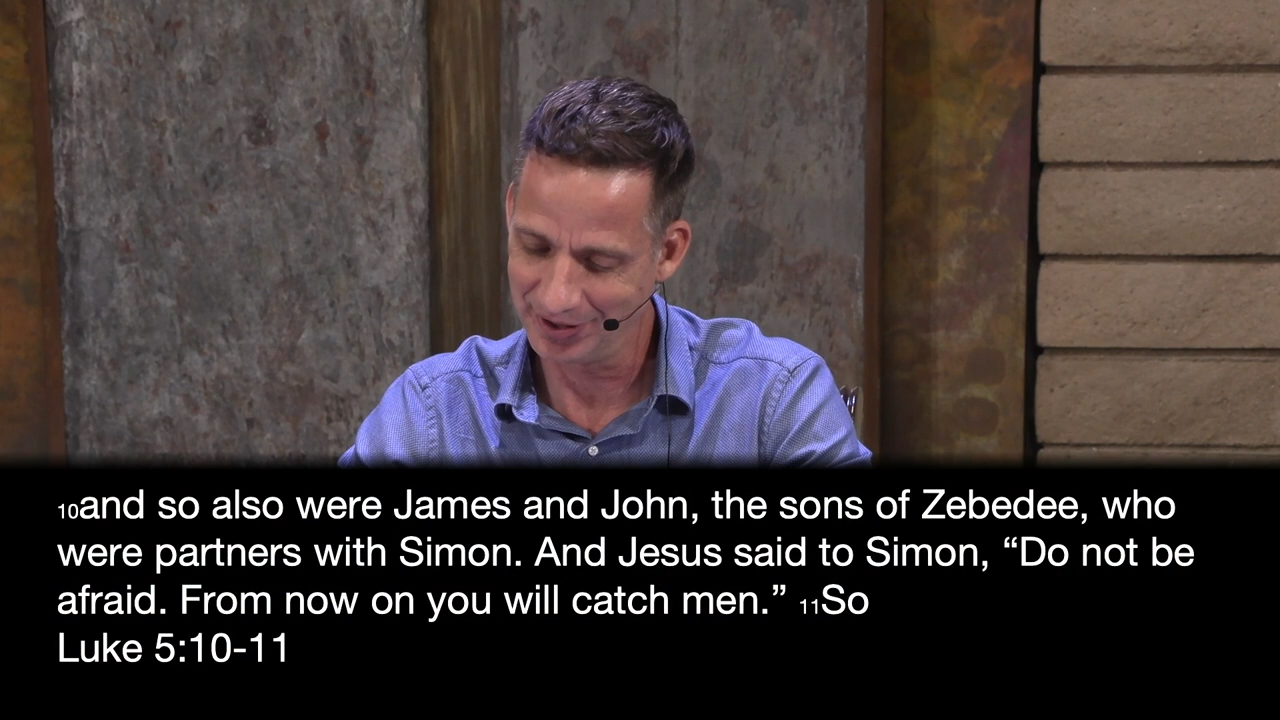 10and so also were James and John, the sons of Zebedee, who
were partners with Simon. And Jesus said to Simon, “Do not be
afraid. From now on you will catch men.” 11So
Luke 5:10-11